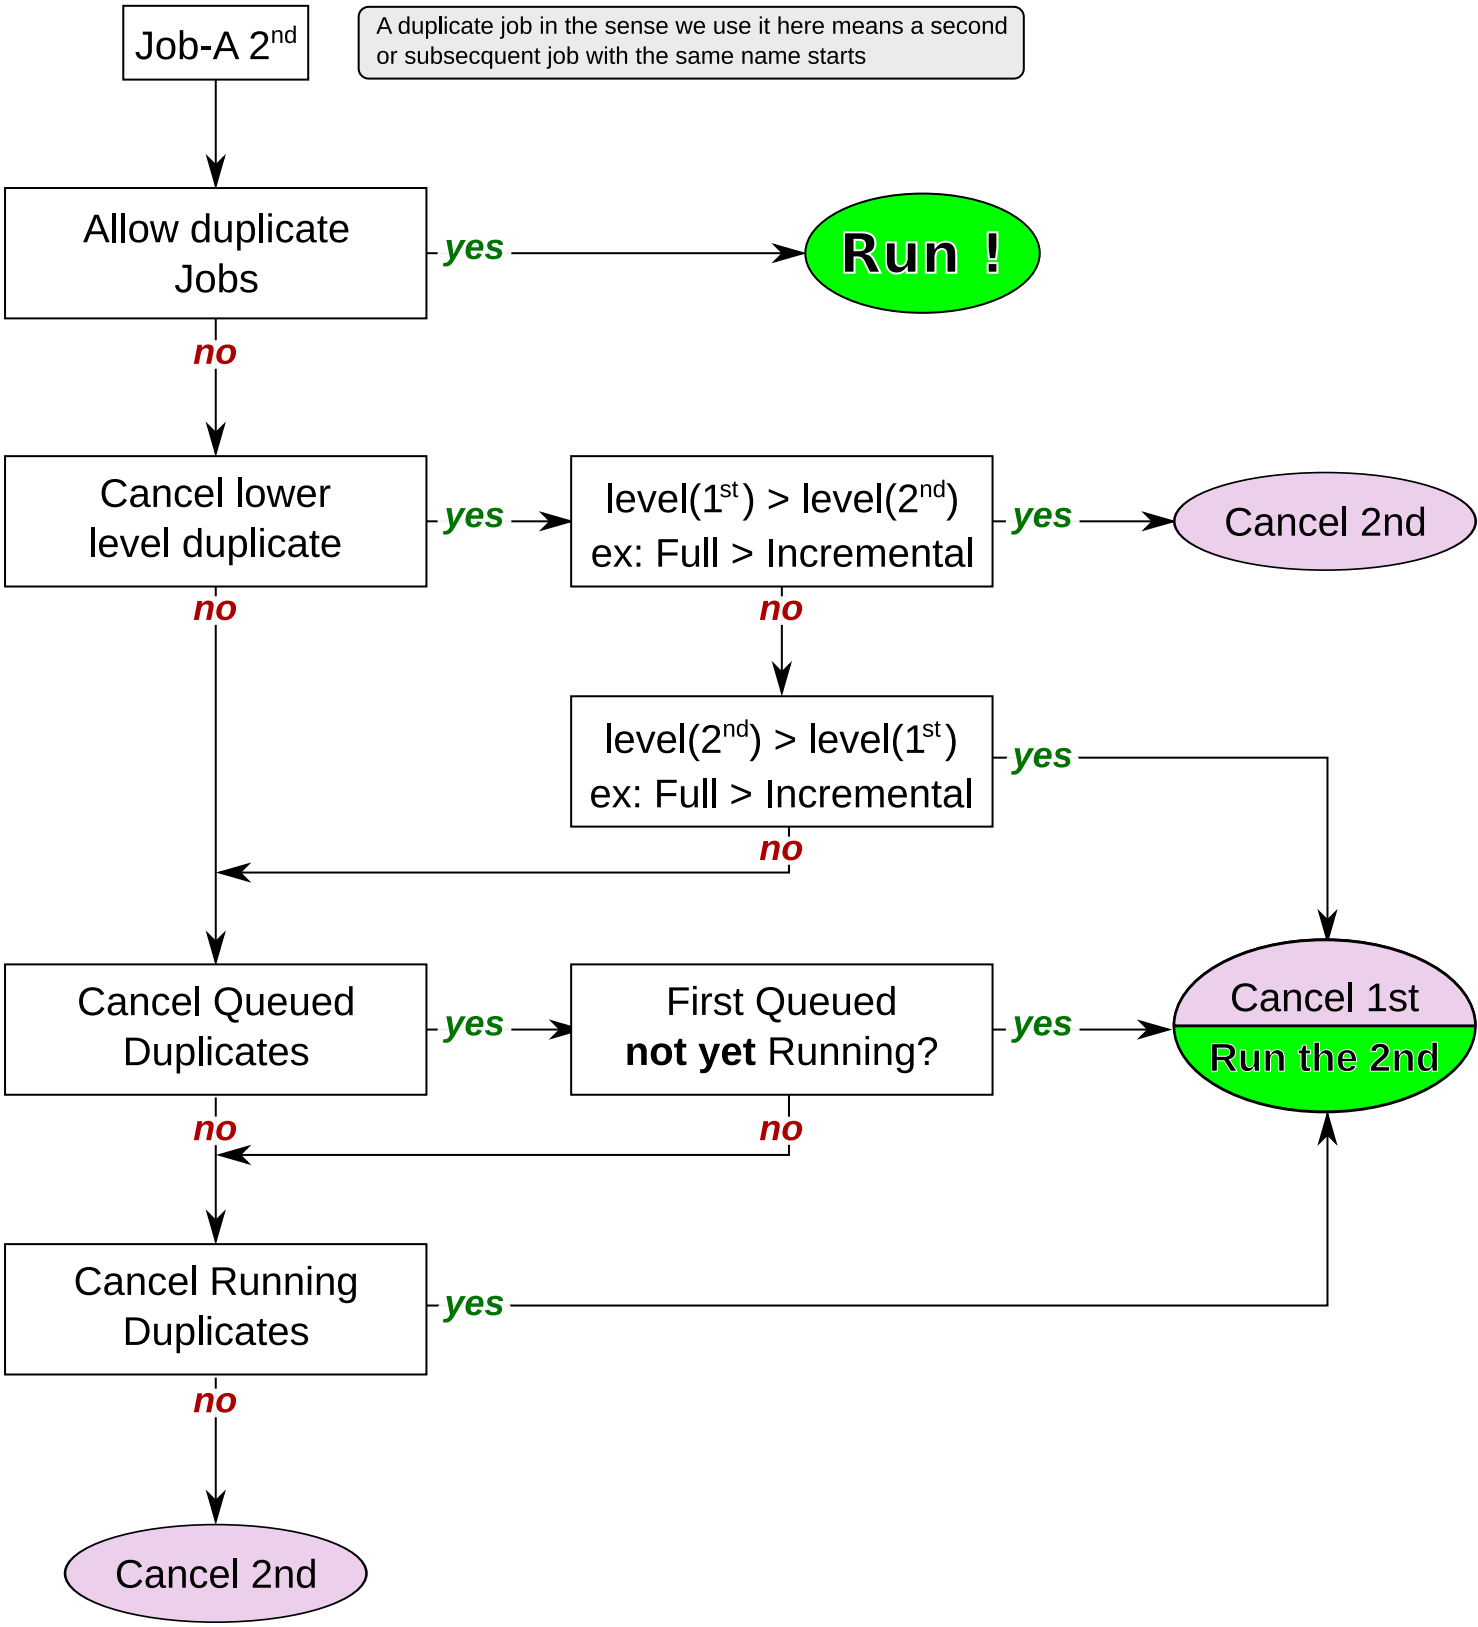 Job-A 2nd
A duplicate job in the sense we use it here means a second
or subsecquent job with the same name starts
Allow duplicate
Jobs
yes
Run !
no
Cancel lower
level duplicate
yes
level(1st) > level(2nd)
ex: Full > Incremental
yes
Cancel 2nd
no
no
level(2nd) > level(1st)
ex: Full > Incremental
yes
no
Cancel Queued
Duplicates
yes
First Queued
not yet Running?
yes
Cancel 1st
Run the 2nd
no
no
Cancel Running
Duplicates
yes
no
Cancel 2nd